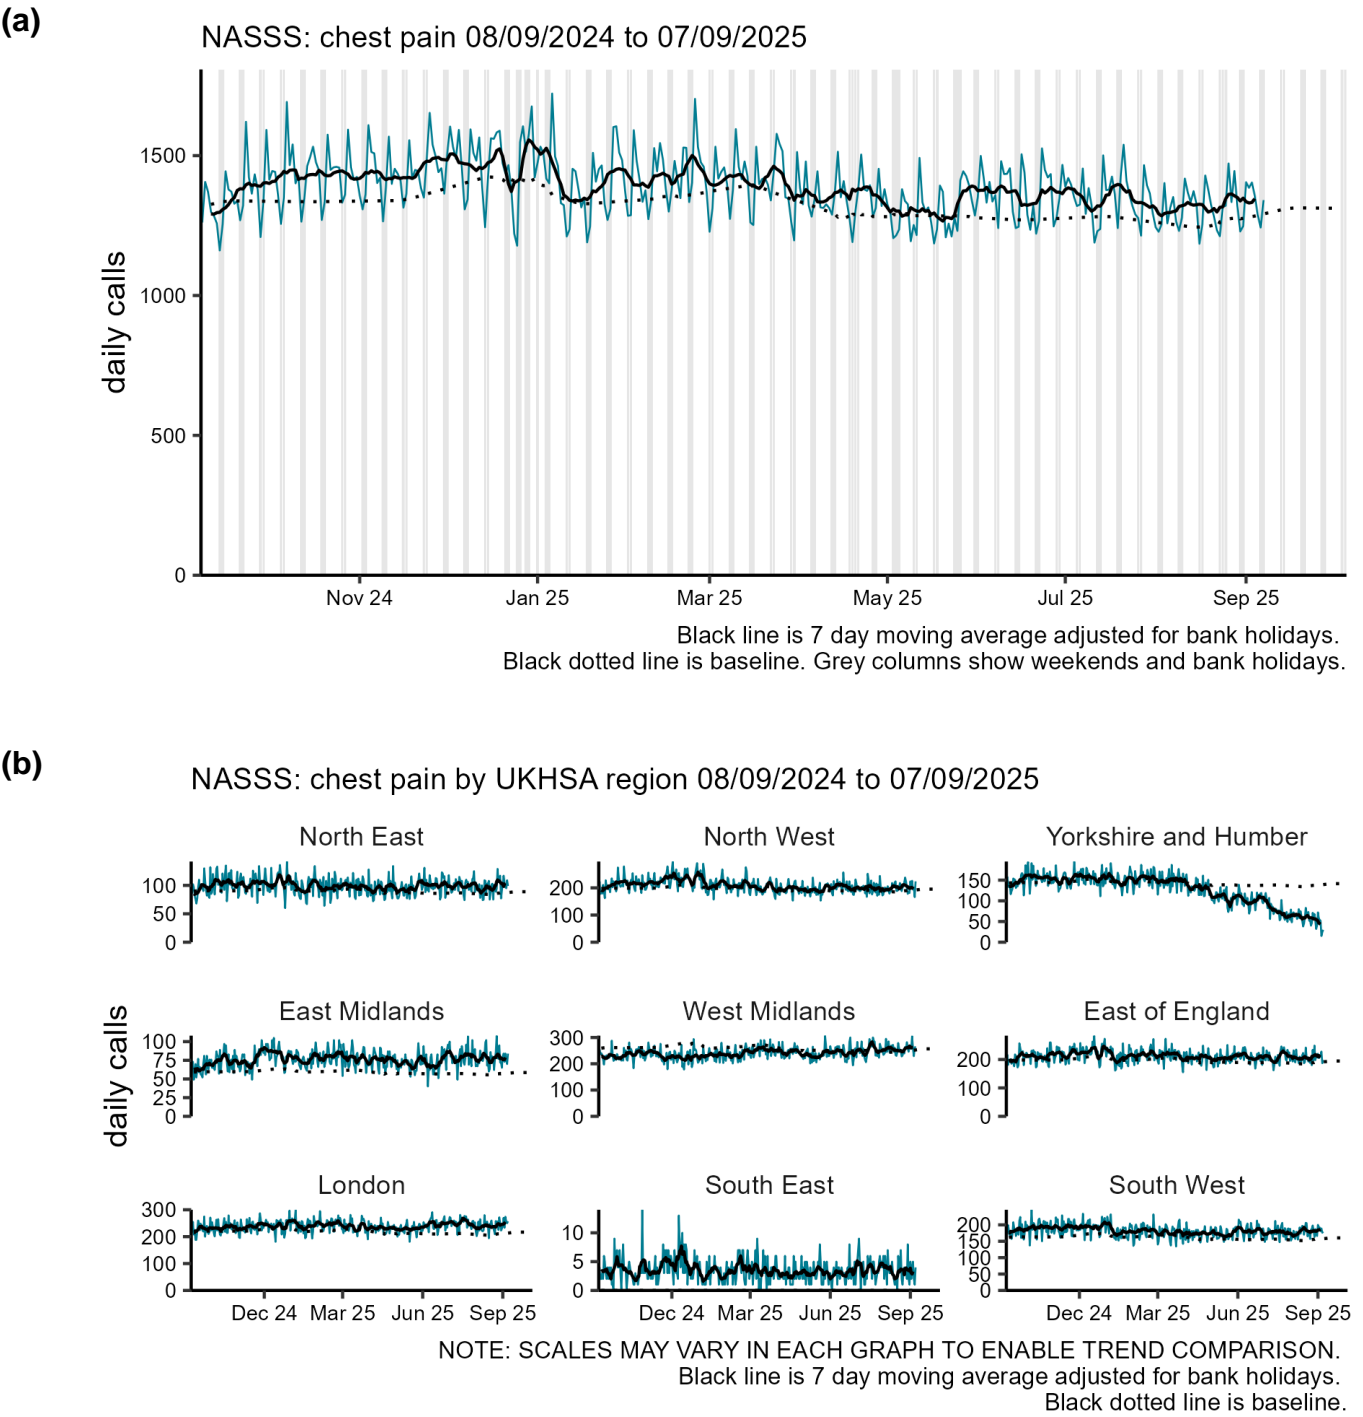 (a)
NASSS: chest pain 08/09/2024 to 07/09/2025
daily calls
1500
1000
500
0
Nov 24 Jan 25 Mar 25 May 25 Jul 25 Sep 25
Black line is 7 day moving average adjusted for bank holidays.
Black dotted line is baseline. Grey columns show weekends and bank holidays.
(b)
NASSS: chest pain by UKHSA region 08/09/2024 to 07/09/2025
daily calls
North East
100
50
0
North West
200
100
0
Yorkshire and Humber
150
100
50
0
East Midlands
100
75
50
25
0
West Midlands
300
200
100
0
East of England
200
100
0
London
300
200
100
0
Dec 24 Mar 25 Jun 25 Sep 25
South East
10
5
0
Dec 24 Mar 25 Jun 25 Sep 25
South West
200
150
100
50
0
Dec 24 Mar 25 Jun 25 Sep 25
NOTE: SCALES MAY VARY IN EACH GRAPH TO ENABLE TREND COMPARISON.
Black line is 7 day moving average adjusted for bank holidays.
Black dotted line is baseline.